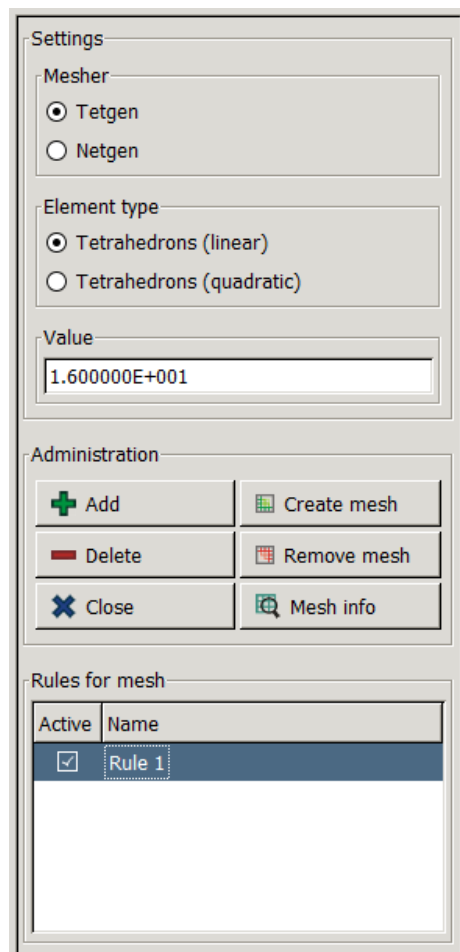 Settings
Mesher
Tetgen
Netgen
Element type
Tetrahedrons (linear)
Tetrahedrons (quadratic)
Value
1.600000E+001
Administration
Add Create mesh
Delete Remove mesh
Close Mesh info
Rules for mesh
Active Name
Rule 1